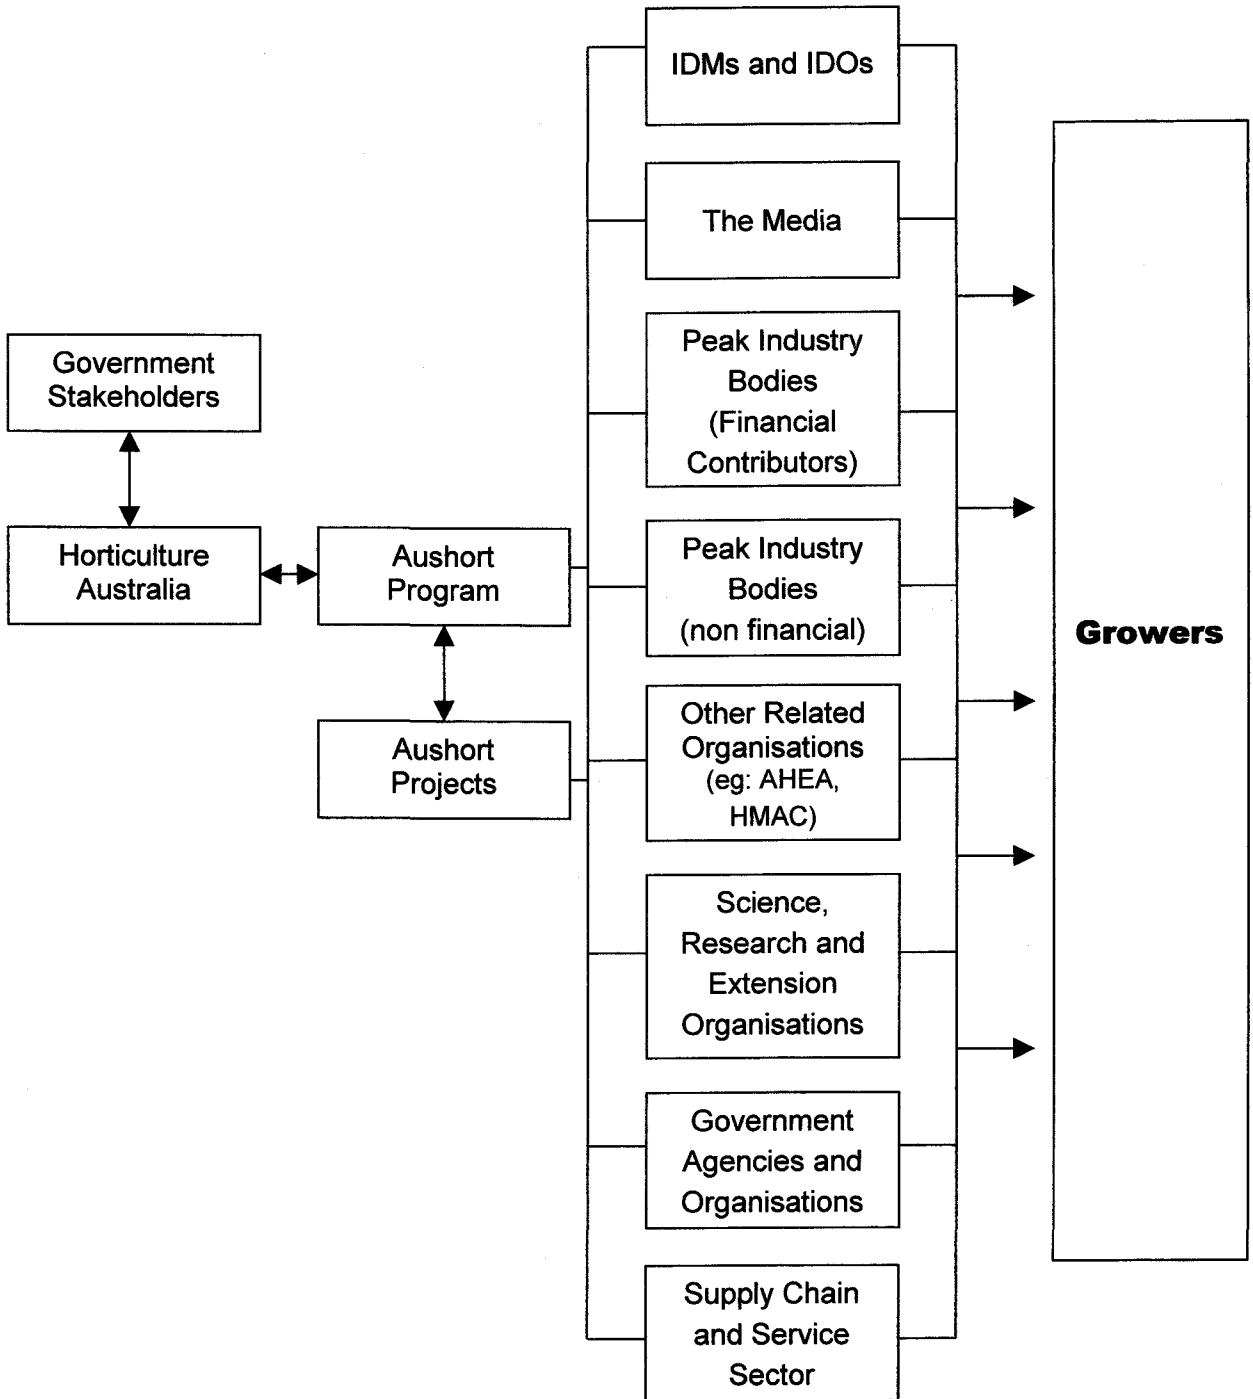 Government
Stakeholders
Horticulture
Australia
Aushort
Program
Aushort
Projects
IDMs and IDOs
The Media
Peak Industry
Bodies
(Financial
Contributors)
Peak Industry
Bodies
(non financial)
Other Related
Organisations
(eg: AHEA,
HMAC)
Science,
Research and
Extension
Organisations
Government
Agencies and
Organisations
Supply Chain
and Service
Sector
Growers